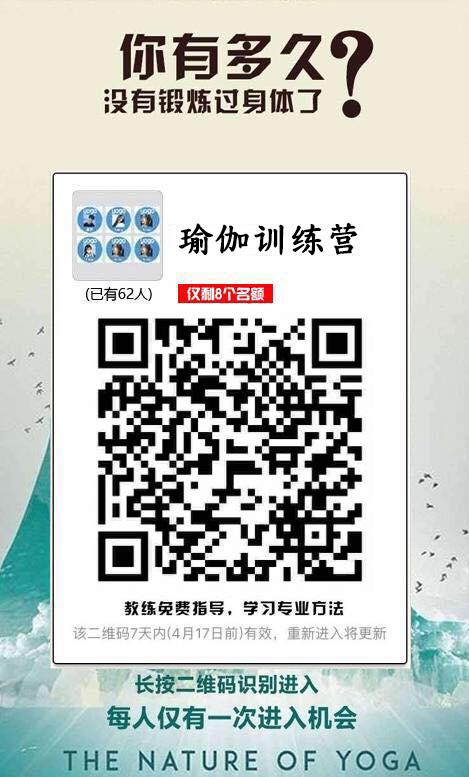 你有多久?
没有锻炼过身体了
瑜伽训练营
(已有62人)
仅剩8个名额
教练免费指导，学习专业方法
该二维码7天内(4月17日前)有效，重新进入将更新
长按二维码识别进入
每人仅有一次进入机会
THE NATURE OF YOGA